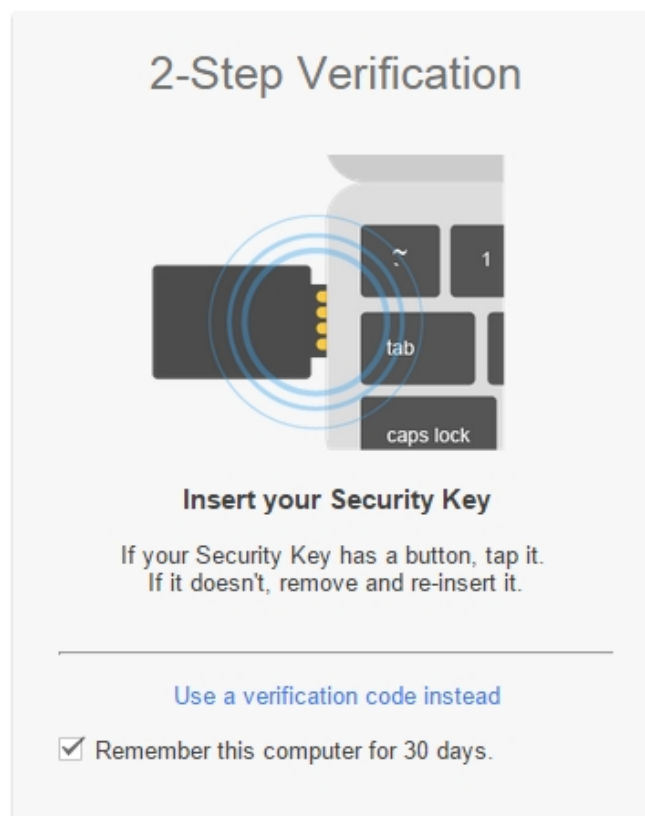 2-Step Verification
~
`
1
tab
caps lock
Insert your Security Key
If your Security Key has a button, tap it.
If it doesn't, remove and re-insert it.
Use a verification code instead
Remember this computer for 30 days.